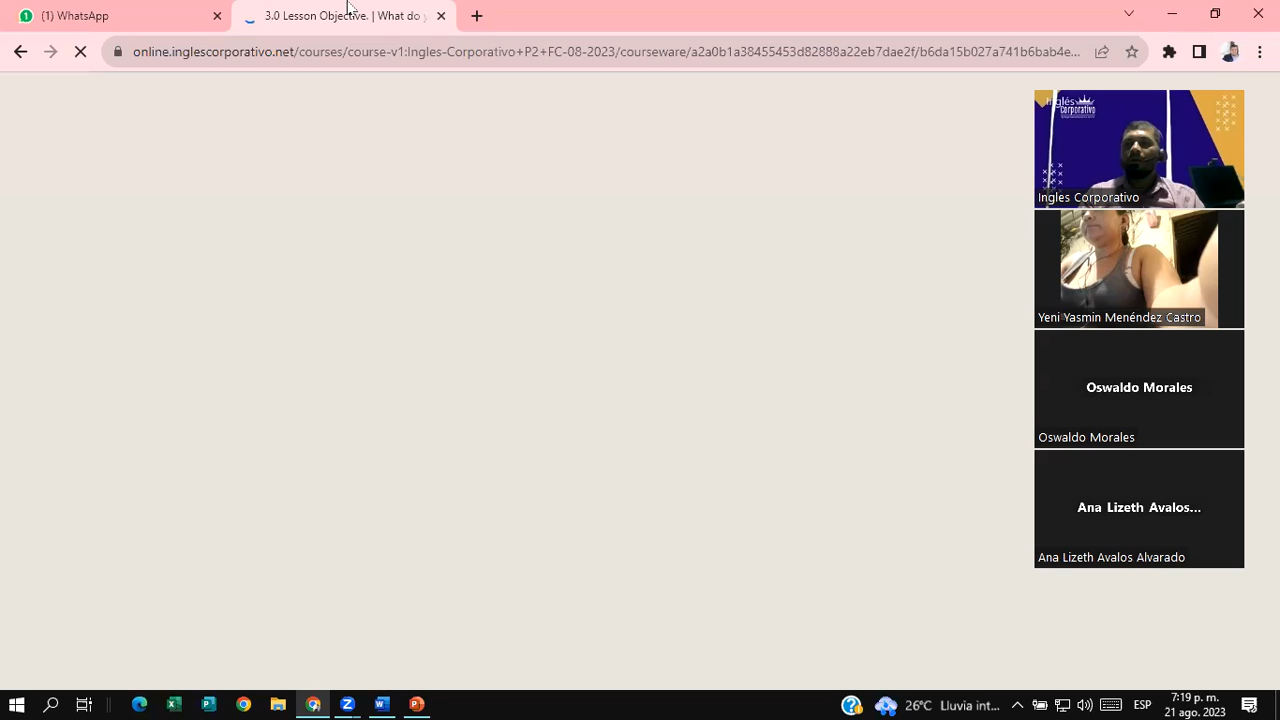 (1) WhatsApp
3.0 Lesson Objective. | What do y
online.inglescorporativo.net/courses/course-v1:Ingles-Corporativo+P2+FC-08-2023/courseware/a2a0b1a38455453d82888a22eb7dae2f/b6da15b027a741b6bab4e...
Inglés
Corporativo
Ingles Corporativo
Yeni Yasmin Menéndez Castro
Oswaldo Morales
Oswaldo Morales
Ana Lizeth Avalos...
Ana Lizeth Avalos Alvarado
26°C Lluvia int...
ESP
7:19 p. m.
21 ago. 2023